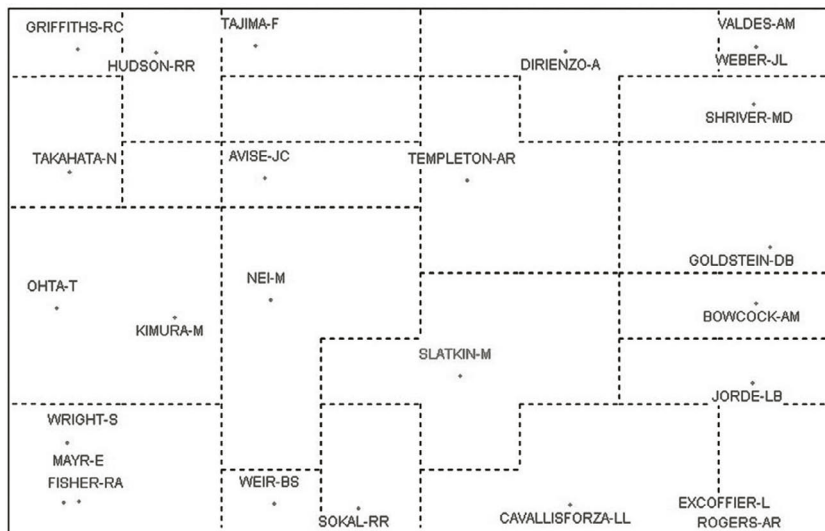 GRIFFITHS-RC
TAJIMA-F
VALDES-AM
HUDSON-RR
DIRIENZO-A
WEBER-JL
SHRIVER-MD
TAKAHATA-N
AVISE-JC
TEMPLETON-AR
GOLDSTEIN-DB
OHTA-T
NEI-M
KIMURA-M
BOWCOCK-AM
SLATKIN-M
JORDE-LB
WRIGHT-S
MAYR-E
FISHER-RA
WEIR-BS
SOKAL-RR
CAVALLISFORZA-LL
EXCOFFIER-L
ROGERS-AR